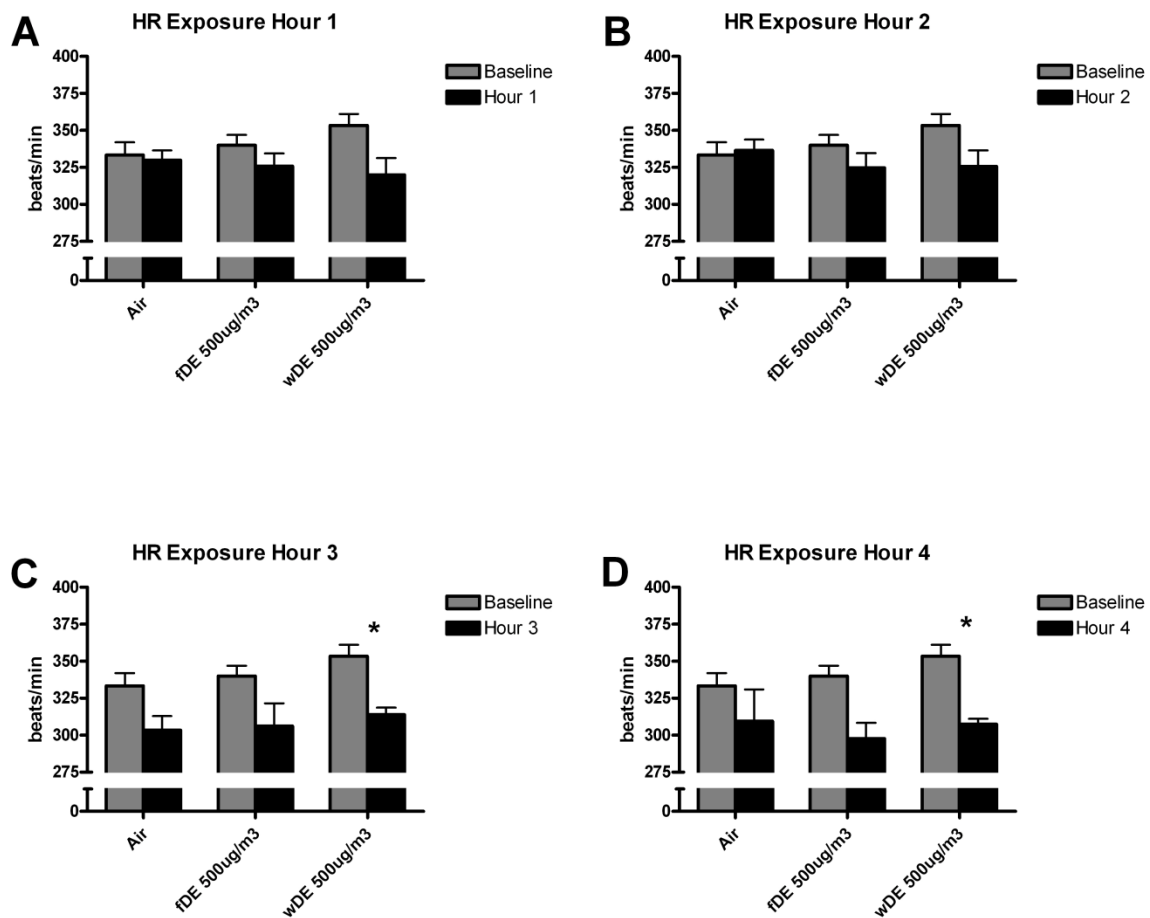 A
HR Exposure Hour 1
400
375
350
325
300
275
0
beats/min
Baseline
Hour 1
Air
fDE 500ug/m3
wDE 500ug/m3
B
HR Exposure Hour 2
400
375
350
325
300
275
0
beats/min
Baseline
Hour 2
Air
fDE 500ug/m3
wDE 500ug/m3
C
HR Exposure Hour 3
400
375
350
325
300
275
0
beats/min
Baseline
Hour 3
*
Air
fDE 500ug/m3
wDE 500ug/m3
D
HR Exposure Hour 4
400
375
350
325
300
275
0
beats/min
Baseline
Hour 4
*
Air
fDE 500ug/m3
wDE 500ug/m3